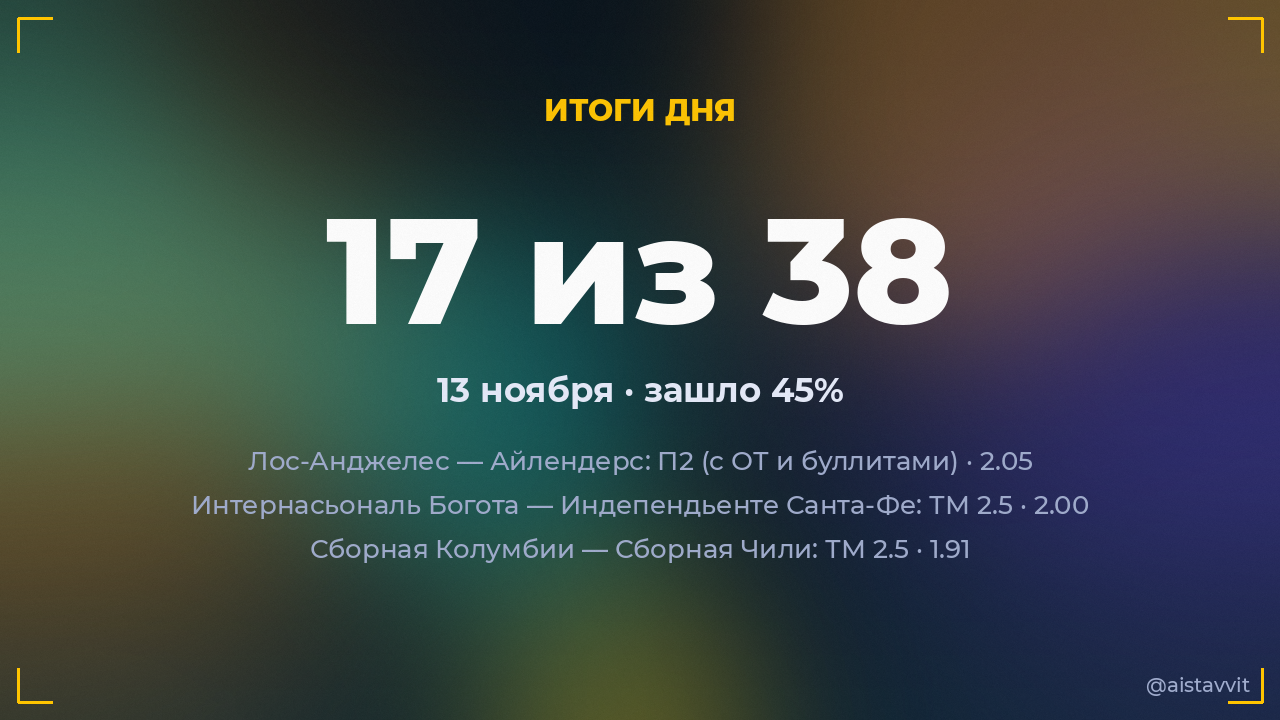 ИТОГИ ДНЯ
17 из 38
13 ноября · зашло 45%
Лос-Анджелес — Айлендерс: П2 (с ОТ и буллитами) · 2.05
Интернасьональ Богота — Индепендьенте Санта-Фе: ТМ 2.5 · 2.00
Сборная Колумбии — Сборная Чили: ТМ 2.5 · 1.91
@aistavvit